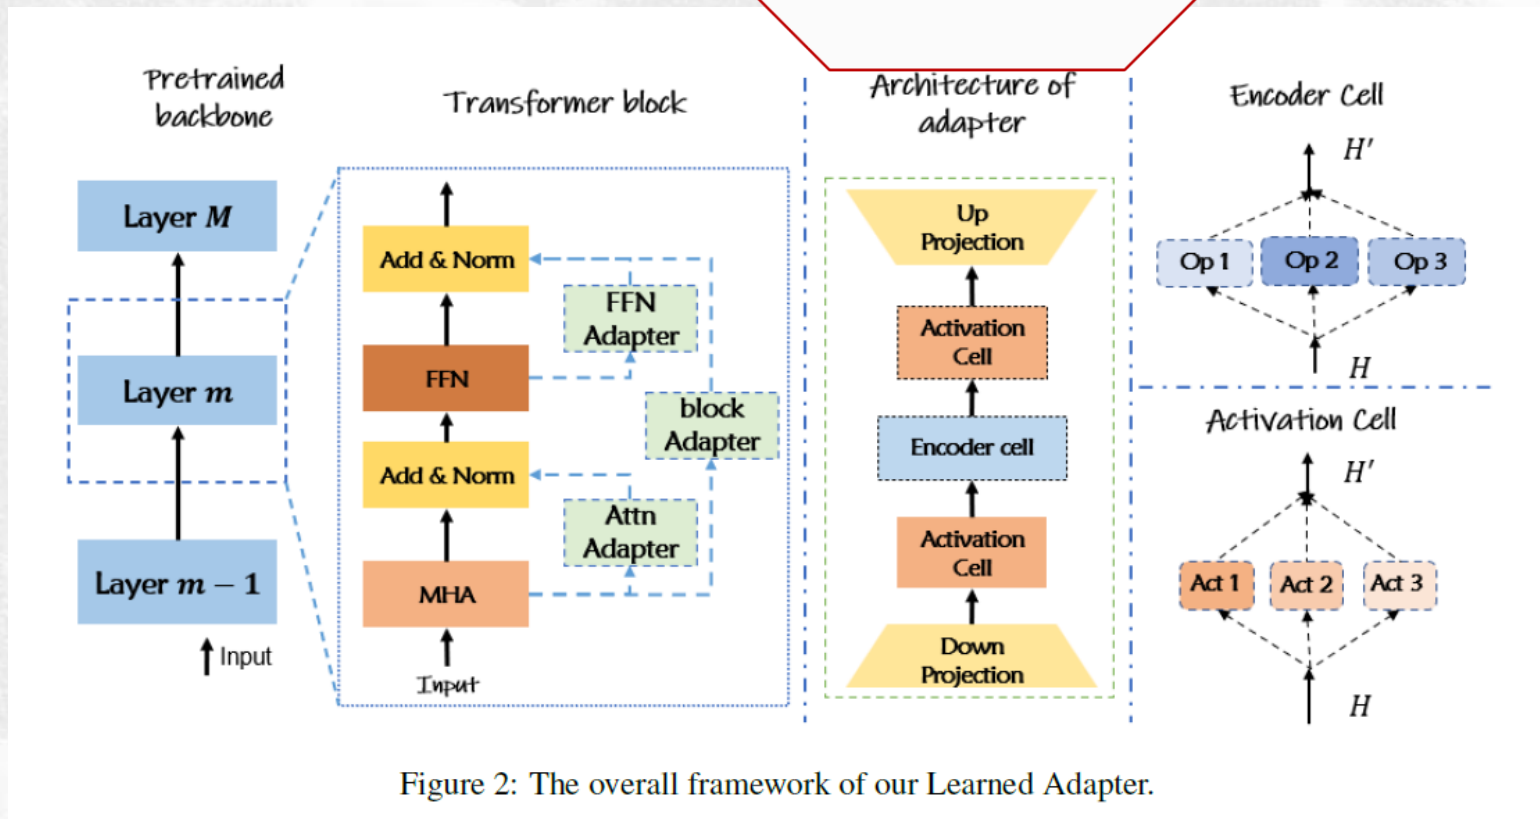 Pretrained
backbone
Layer M
Layer m
Layer m − 1
Input
Transformer block
Add & Norm
FFN
Adapter
FFN
block
Adapter
Add & Norm
Attn
Adapter
MHA
Input
Architecture of
adapter
Up
Projection
Activation
Cell
Encoder cell
Activation
Cell
Down
Projection
Encoder Cell
H′
Op 1
Op 2
Op 3
H
Activation Cell
H′
Act 1
Act 2
Act 3
H
Figure 2: The overall framework of our Learned Adapter.